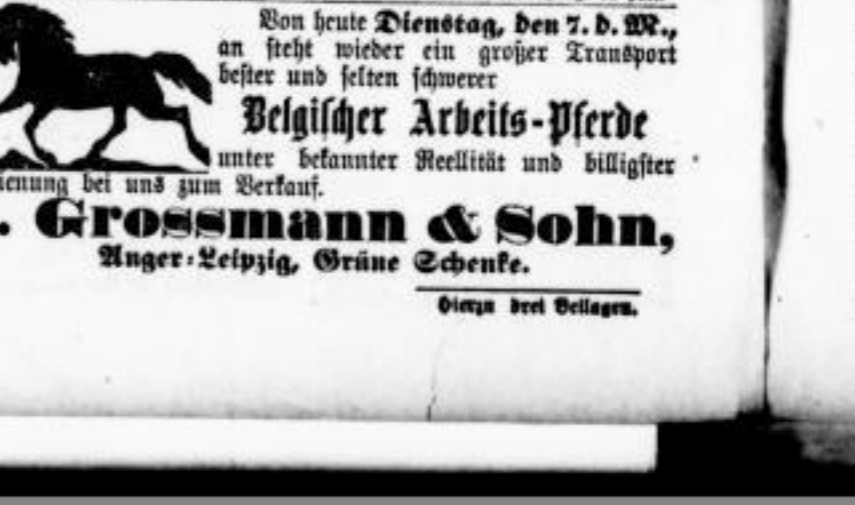 Von heute Dienstag, den 7. d. M.,
an steht wieder ein großer Transport
bester und selten schwerer
Belgischer Arbeits-Pferde
unter bekannter Reellität und billigster
ienung bei uns zum Verkauf.
. Grossmann & Sohn,
Anger-Leipzig, Grüne Schenke.
Hierzu drei Beilagen.